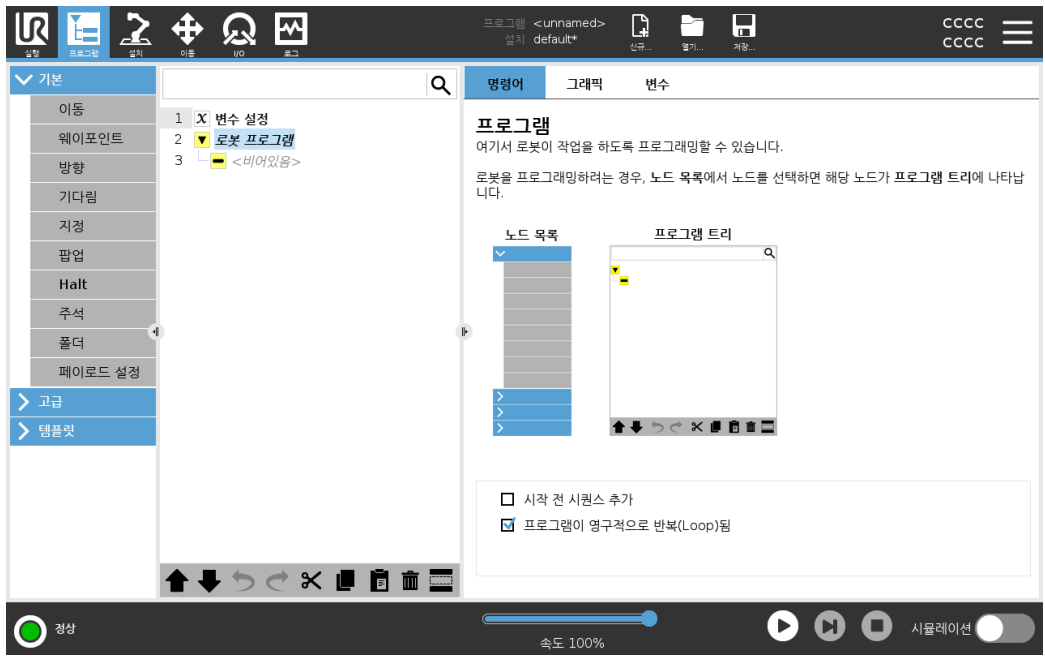 UR
실행
프로그램
설치
이동
I/O
로그
프로그램 <unnamed>
설치 default*
신규...
열기...
저장...
CCCC
CCCC
기본
이동
웨이포인트
방향
기다림
지정
팝업
Halt
주석
폴더
페이로드 설정
고급
템플릿
1 X 변수 설정
2 로봇 프로그램
3 <비어있음>
명령어 그래픽 변수
프로그램
여기서 로봇이 작업을 하도록 프로그래밍할 수 있습니다.
로봇을 프로그래밍하려는 경우, 노드 목록에서 노드를 선택하면 해당 노드가 프로그램 트리에 나타납
니다.
노드 목록
프로그램 트리
시작 전 시퀀스 추가
프로그램이 영구적으로 반복(Loop)됨
정상
속도 100%
시뮬레이션